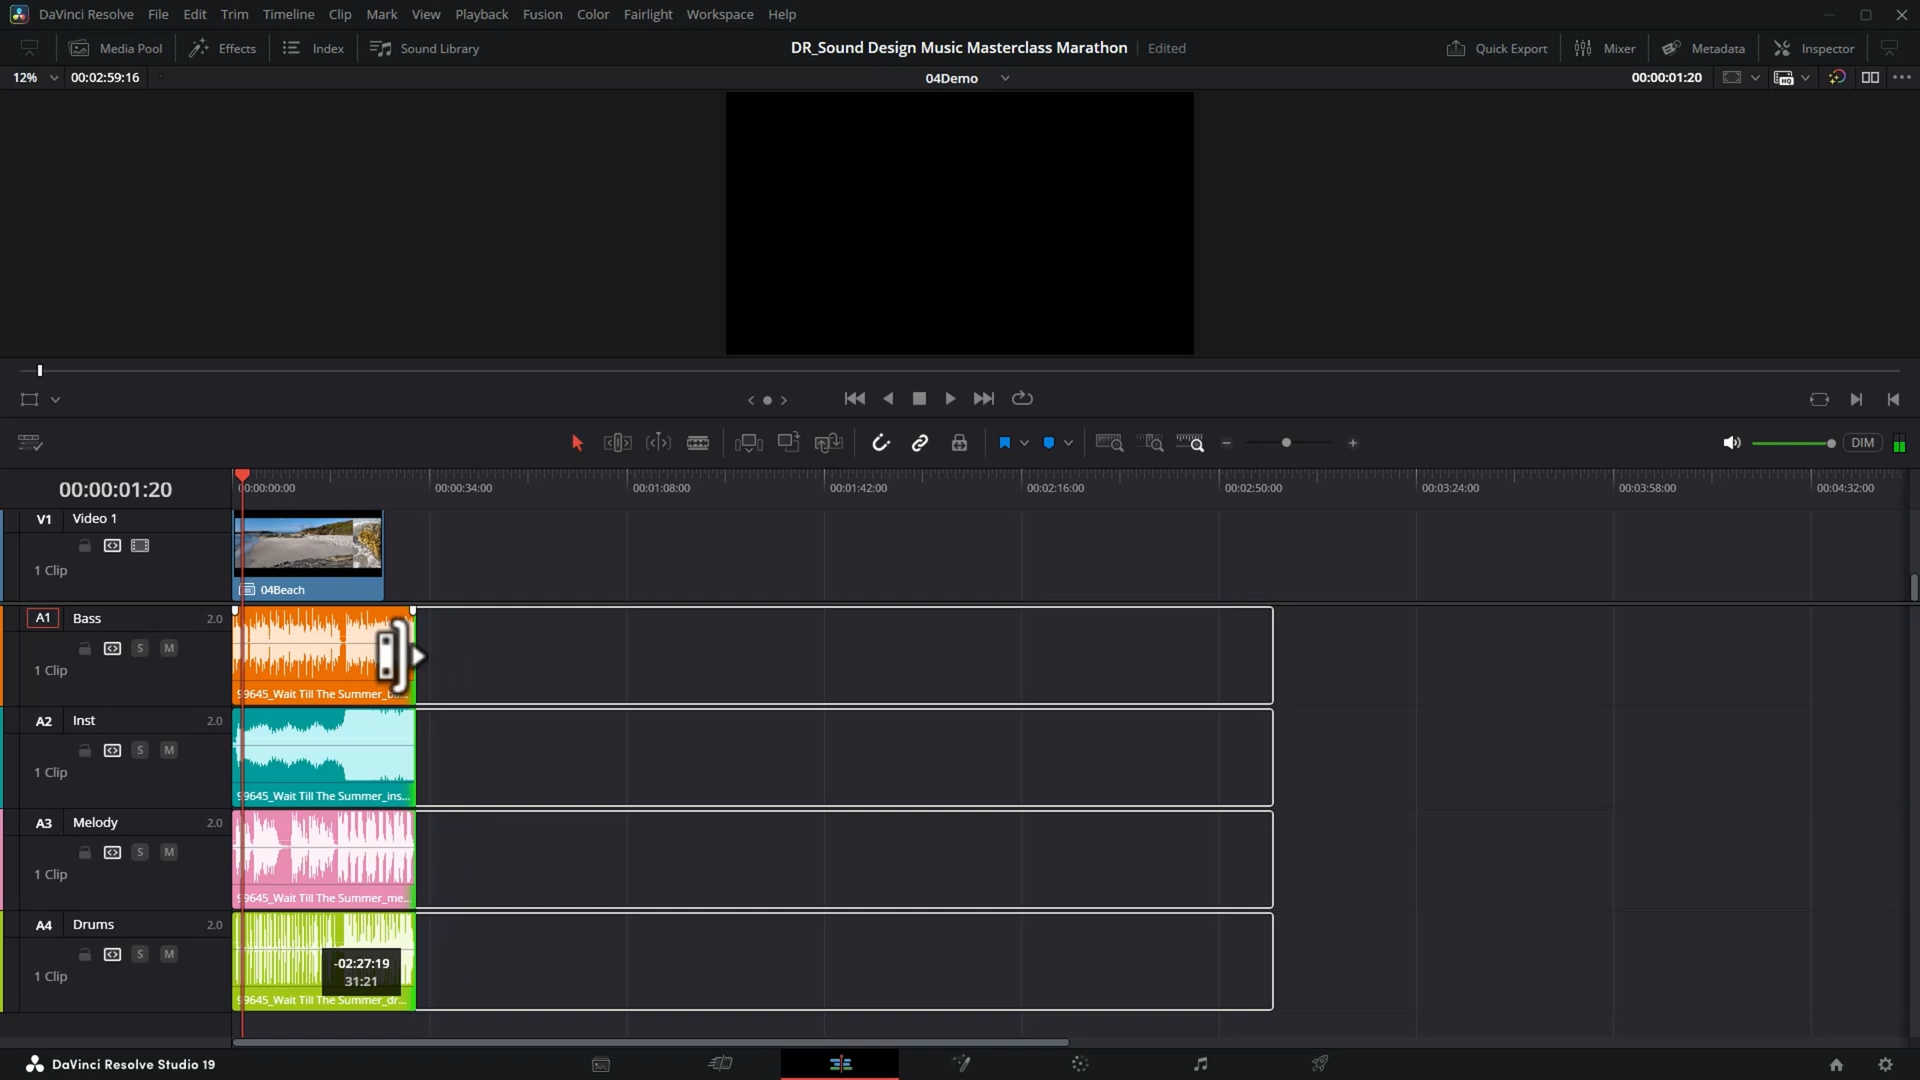 DaVinci Resolve File Edit Trim Timeline Clip Mark View Playback Fusion Color Fairlight Workspace Help
Media Pool Effects Index Sound Library DR_Sound Design Music Masterclass Marathon Edited Quick Export Mixer Metadata Inspector
12% 00:02:59:16 04Demo 00:00:01:20
DIM
00:00:01:20 00:00:00:00 00:00:34:00 00:01:08:00 00:01:42:00 00:02:16:00 00:02:50:00 00:03:24:00 00:03:58:00 00:04:32:00
V1 Video 1
1 Clip
04Beach
A1 Bass 2.0
S M
1 Clip
99645_Wait Till The Summer_ba...
A2 Inst 2.0
S M
1 Clip
99645_Wait Till The Summer_ins...
A3 Melody 2.0
S M
1 Clip
99645_Wait Till The Summer_me...
A4 Drums 2.0
S M
-02:27:19
1 Clip
31:21
99645_Wait Till The Summer_dr...
DaVinci Resolve Studio 19